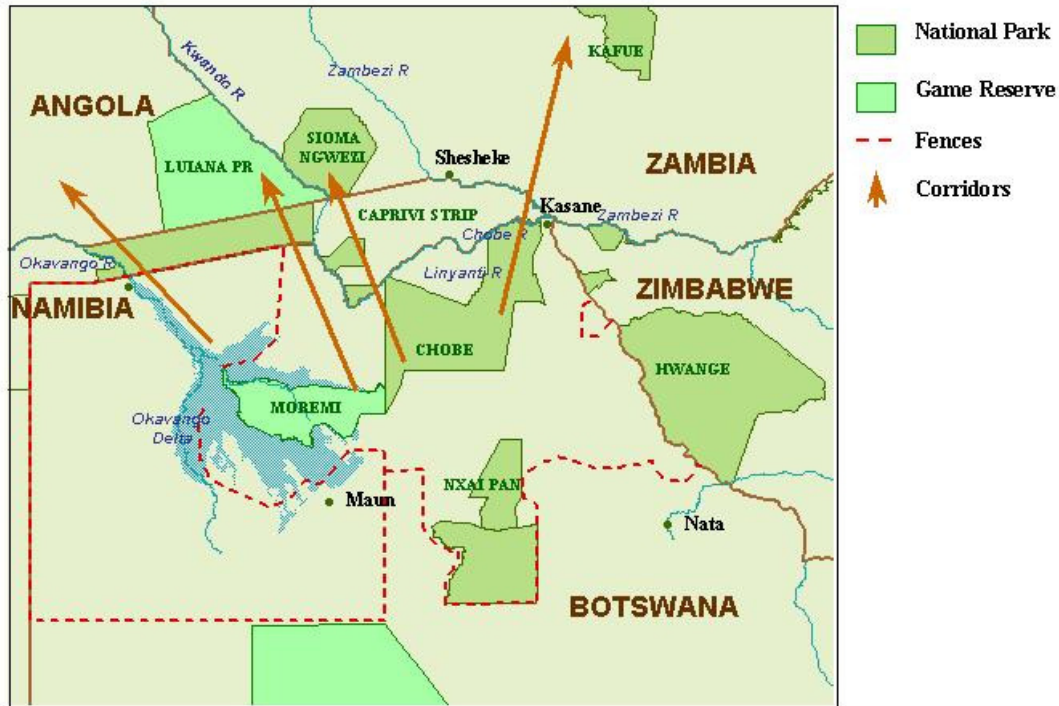 KAFUE
Kwando R
Zambezi R
ANGOLA
SIOMA
NGWEZI
LUIANA PR
Shesheke
ZAMBIA
CAPRIVI STRIP
Kasane
Zambezi R
Chobe R
Okavango R
Linyanti R
NAMIBIA
ZIMBABWE
CHOBE
HWANGE
MOREMI
Okavango
Delta
NXAI PAN
Maun
Nata
BOTSWANA
National Park
Game Reserve
Fences
Corridors